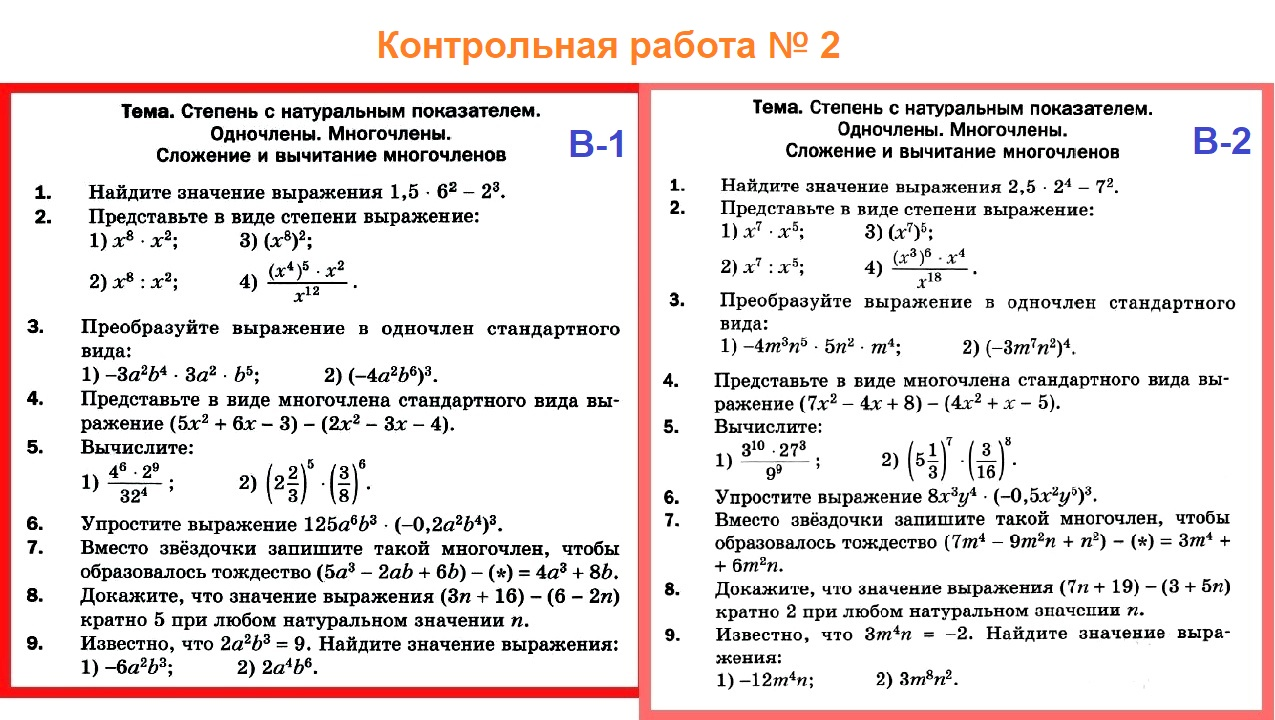 Контрольная работа № 2
Тема. Степень с натуральным показателем.
Одночлены. Многочлены.
Сложение и вычитание многочленов
В-1
1. Найдите значение выражения 1,5 · 6² – 2³.
2. Представьте в виде степени выражение:
1) x⁸ · x²; 3) (x⁸)²;
2) x⁸ : x²; 4) ((x⁴)⁵ · x²)/x¹² .
3. Преобразуйте выражение в одночлен стандартного
вида:
1) –3a²b⁴ · 3a² · b⁵; 2) (–4a²b⁶)³.
4. Представьте в виде многочлена стандартного вида вы-
ражение (5x² + 6x – 3) – (2x² – 3x – 4).
5. Вычислите:
1) (4⁶ · 2⁹)/32⁴ ; 2) (2 2/3)⁵ · (3/8)⁶.
6. Упростите выражение 125a⁶b³ · (–0,2a²b⁴)³.
7. Вместо звёздочки запишите такой многочлен, чтобы
образовалось тождество (5a³ – 2ab + 6b) – (*) = 4a³ + 8b.
8. Докажите, что значение выражения (3n + 16) – (6 – 2n)
кратно 5 при любом натуральном значении n.
9. Известно, что 2a²b³ = 9. Найдите значение выражения:
1) –6a²b³; 2) 2a⁴b⁶.
Тема. Степень с натуральным показателем.
Одночлены. Многочлены.
Сложение и вычитание многочленов
В-2
1. Найдите значение выражения 2,5 · 2⁴ – 7².
2. Представьте в виде степени выражение:
1) x⁷ · x⁵; 3) (x⁷)⁵;
2) x⁷ : x⁵; 4) ((x³)⁶ · x⁴)/x¹⁸ .
3. Преобразуйте выражение в одночлен стандартного
вида:
1) –4m³n⁵ · 5n² · m⁴; 2) (–3m⁷n²)⁴.
4. Представьте в виде многочлена стандартного вида вы-
ражение (7x² – 4x + 8) – (4x² + x – 5).
5. Вычислите:
1) (3¹⁰ · 27³)/9⁹ ; 2) (5 1/3)⁷ · (3/16)⁸.
6. Упростите выражение 8x³y⁴ · (–0,5x²y⁵)³.
7. Вместо звёздочки запишите такой многочлен, чтобы
образовалось тождество (7m⁴ – 9m²n + n²) – (*) = 3m⁴ +
+ 6m²n.
8. Докажите, что значение выражения (7n + 19) – (3 + 5n)
кратно 2 при любом натуральном значении n.
9. Известно, что 3m⁴n = –2. Найдите значение выра-
жения:
1) –12m⁴n; 2) 3m⁸n².